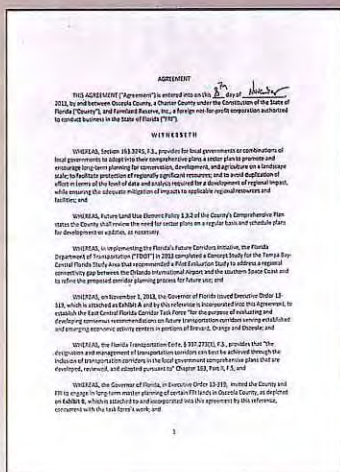 AGREEMENT
THIS AGREEMENT ("Agreement") is entered into on this 8th day of November
2013, by and between Osceola County, a Charter County under the Constitution of the State of
Florida ("County"), and Farmland Reserve, Inc., a foreign not-for-profit corporation authorized
to conduct business in the State of Florida ("FRI").
WITNESSETH
WHEREAS, Section 163.3245, F.S., provides for local governments or combinations of
local governments to adopt into their comprehensive plans a sector plan to promote and
encourage long-term planning for conservation, development, and agriculture on a landscape
scale; to facilitate protection of regionally significant resources; and to avoid duplication of
effort in terms of the level of data and analysis required for a development of regional impact,
while ensuring the adequate mitigation of impacts to applicable regional resources and
facilities; and
WHEREAS, Future Land Use Element Policy 1.3.2 of the County's Comprehensive Plan
states the County shall review the need for sector plans on a regular basis and schedule plans
for development or updates, as necessary.
WHEREAS, in implementing the Florida's Future Corridors Initiative, the Florida
Department of Transportation ("FDOT") in 2013 completed a Concept Study for the Tampa Bay-
Central Florida Study Area that recommended a Pilot Evaluation Study to address a regional
connectivity gap between the Orlando International Airport and the southern Space Coast and
to refine the proposed corridor planning process for future use; and
WHEREAS, on November 1, 2013, the Governor of Florida issued Executive Order 13-
319, which is attached as Exhibit A and by this reference is incorporated into this Agreement, to
establish the East Central Florida Corridor Task Force "for the purpose of evaluating and
developing consensus recommendations on future transportation corridors serving established
and emerging economic activity centers in portions of Brevard, Orange and Osceola; and
WHEREAS, the Florida Transportation Code, § 337.273(3), F.S., provides that "the
designation and management of transportation corridors can best be achieved through the
inclusion of transportation corridors in the local government comprehensive plans that are
developed, reviewed, and adopted pursuant to" Chapter 163, Part II, F.S, and
WHEREAS, the Governor of Florida, in Executive Order 13-319, invited the County and
FRI to engage in long-term master planning of certain FRI lands in Osceola County, as depicted
on Exhibit B, which is attached to and incorporated into this agreement by this reference,
concurrent with the task force's work; and
1